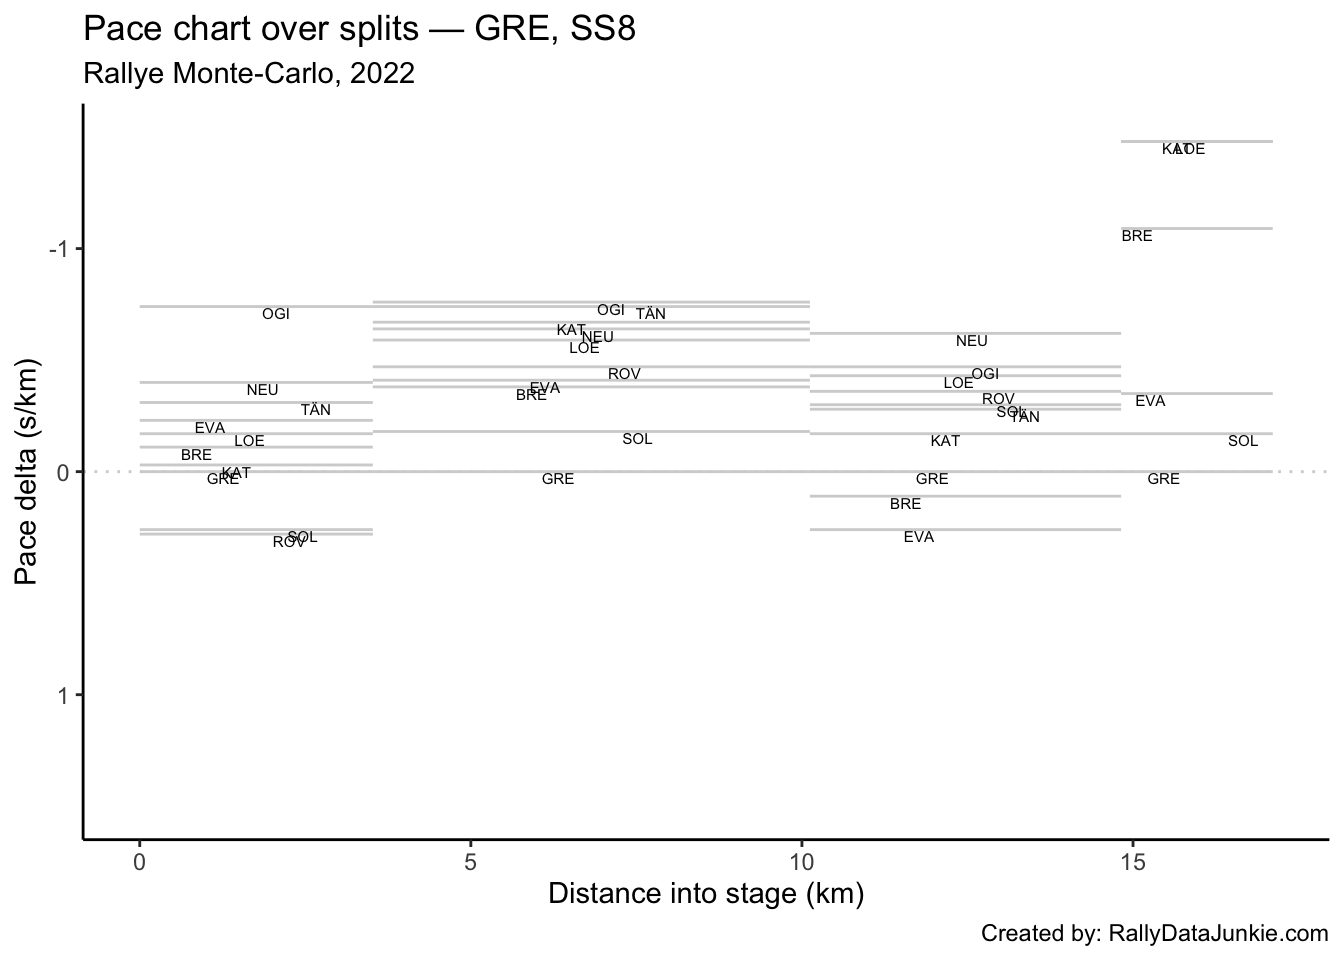 Pace chart over splits — GRE, SS8
Rallye Monte-Carlo, 2022
Pace delta (s/km)
-1
0
1
OGI
NEU
TÄN
EVA
LOE
BRE
KAT
GRE
SOL
ROV
OGI
TÄN
KAT
NEU
LOE
ROV
EVA
BRE
SOL
GRE
NEU
OGI
LOE
ROV
SOL
TÄN
KAT
GRE
BRE
EVA
KAT
LOE
BRE
EVA
SOL
GRE
0 5 10 15
Distance into stage (km)
Created by: RallyDataJunkie.com